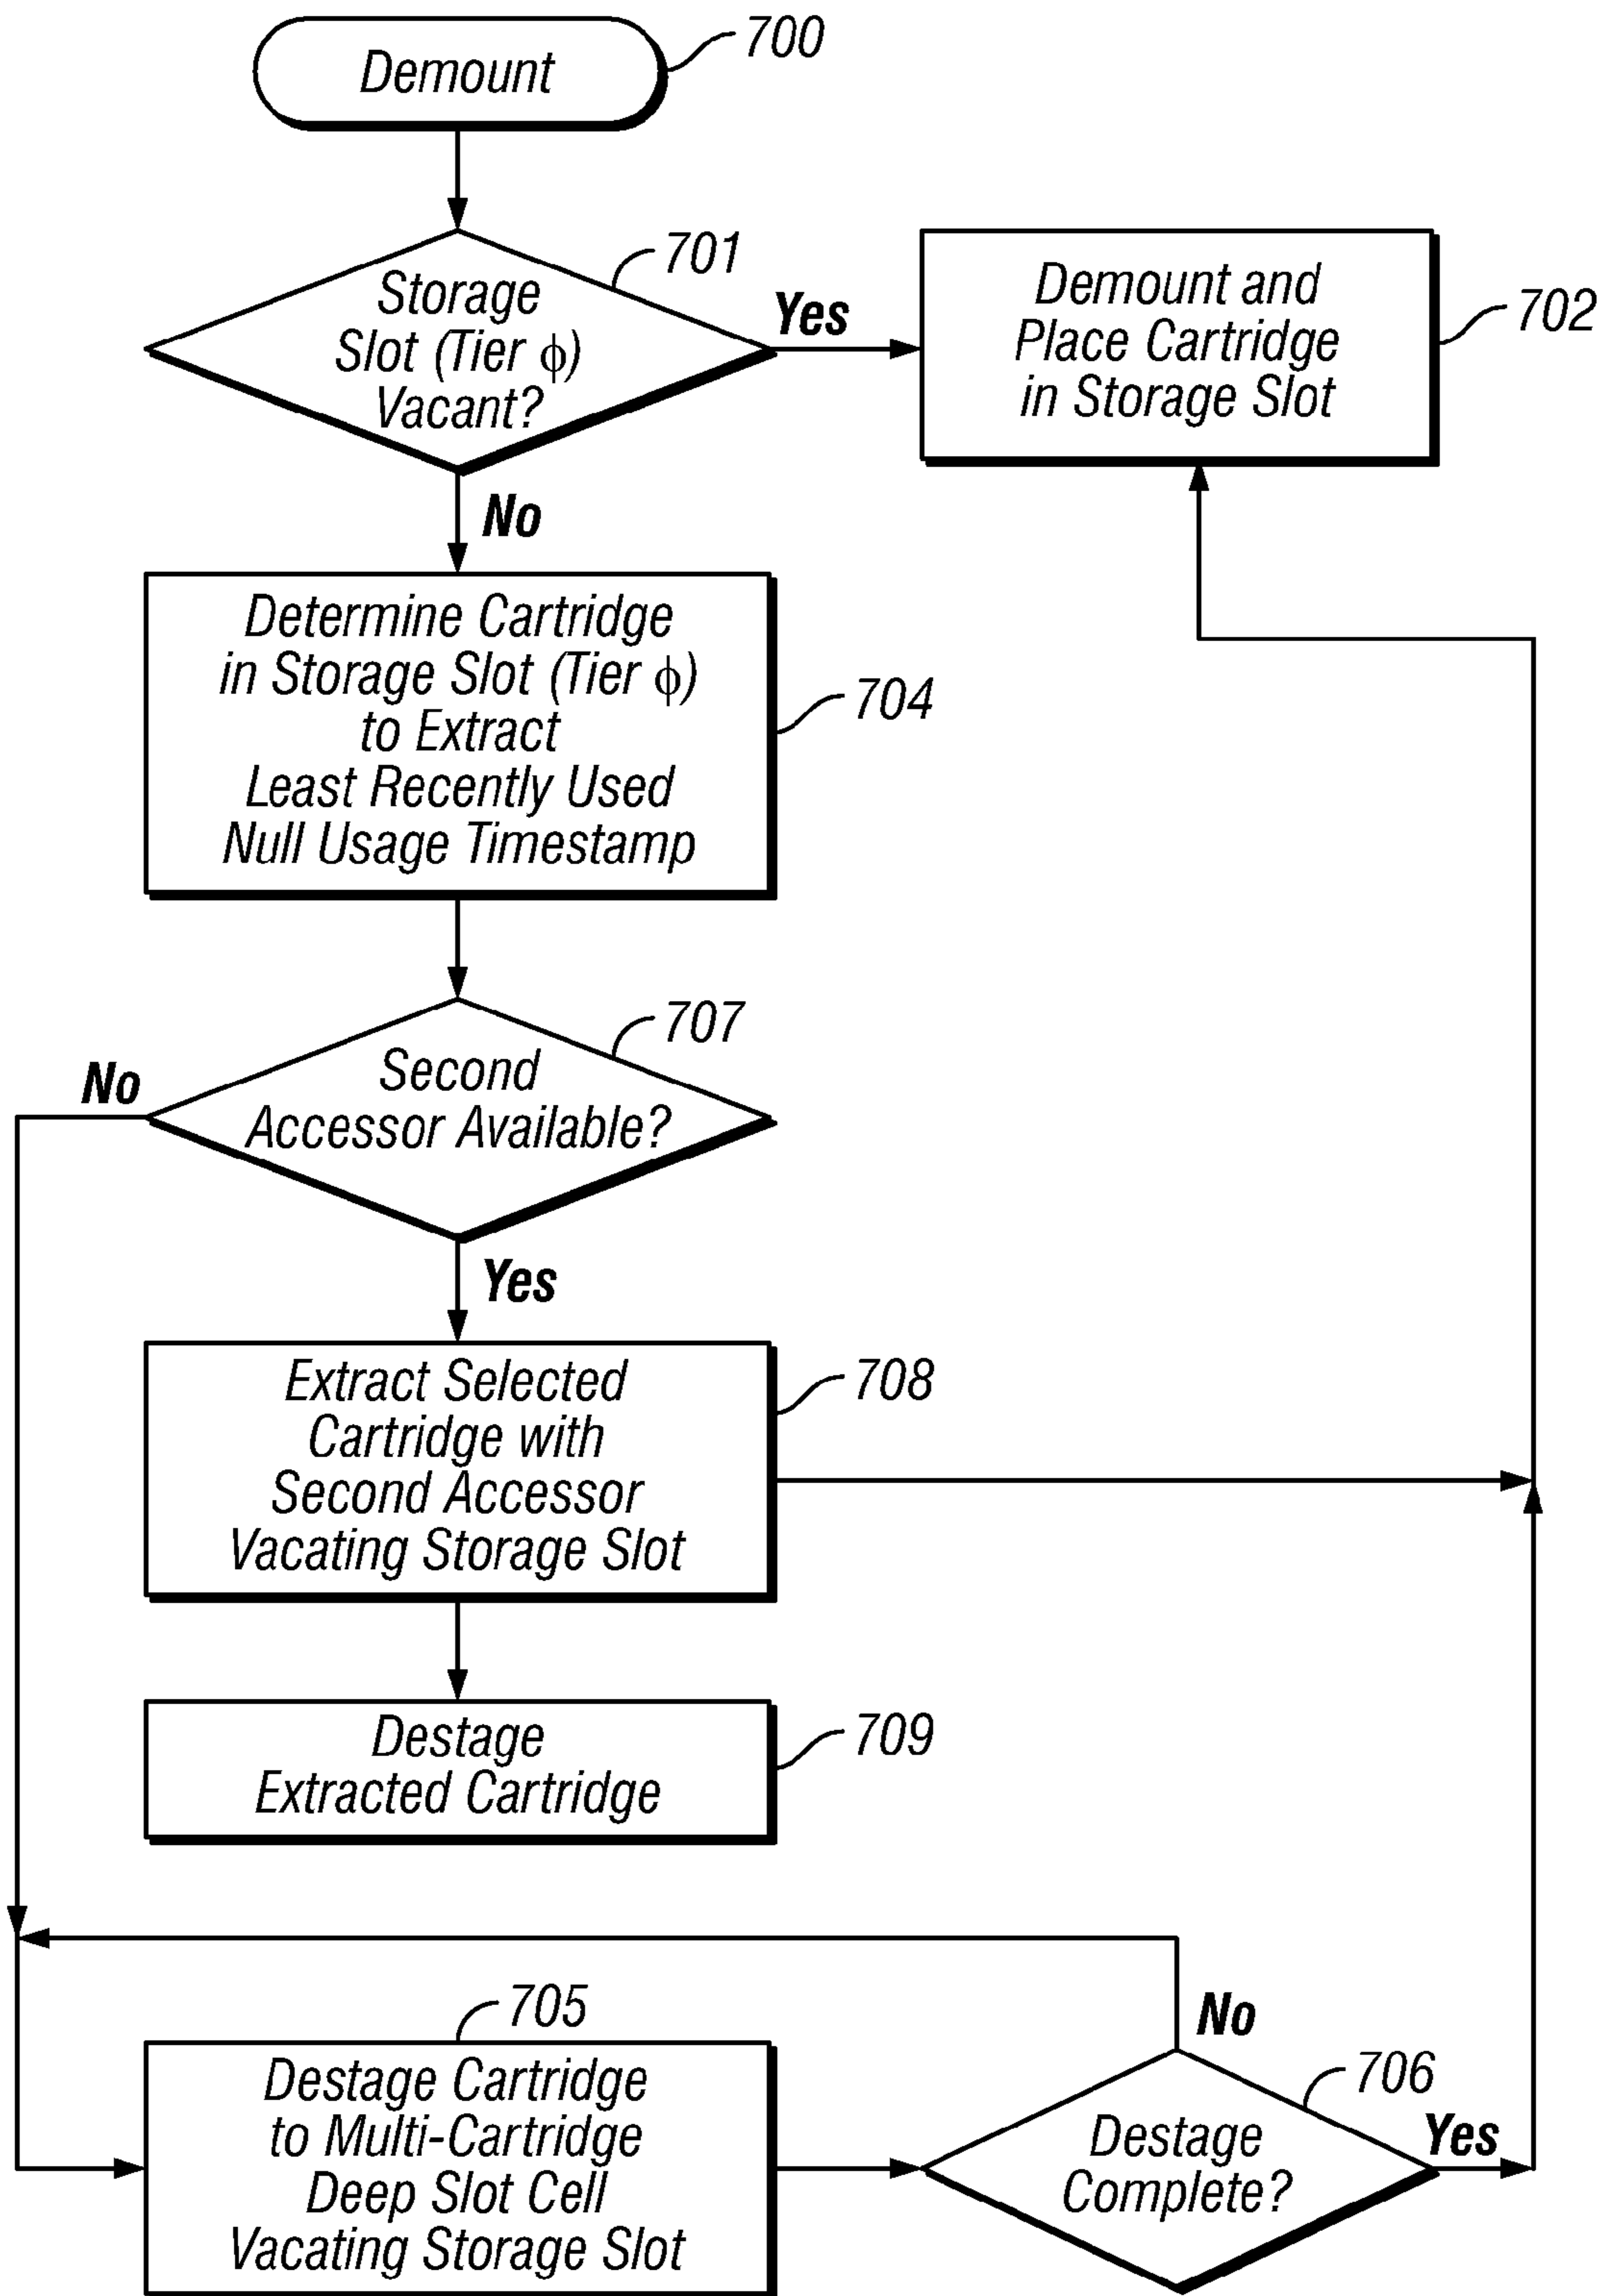 Demount
700
Storage
Slot (Tier ϕ)
Vacant?
701
Yes
Demount and
Place Cartridge
in Storage Slot
702
No
Determine Cartridge
in Storage Slot (Tier ϕ)
to Extract
Least Recently Used
Null Usage Timestamp
704
Second
Accessor Available?
707
No
Yes
Extract Selected
Cartridge with
Second Accessor
Vacating Storage Slot
708
Destage
Extracted Cartridge
709
705
Destage Cartridge
to Multi-Cartridge
Deep Slot Cell
Vacating Storage Slot
No
706
Destage
Complete?
Yes